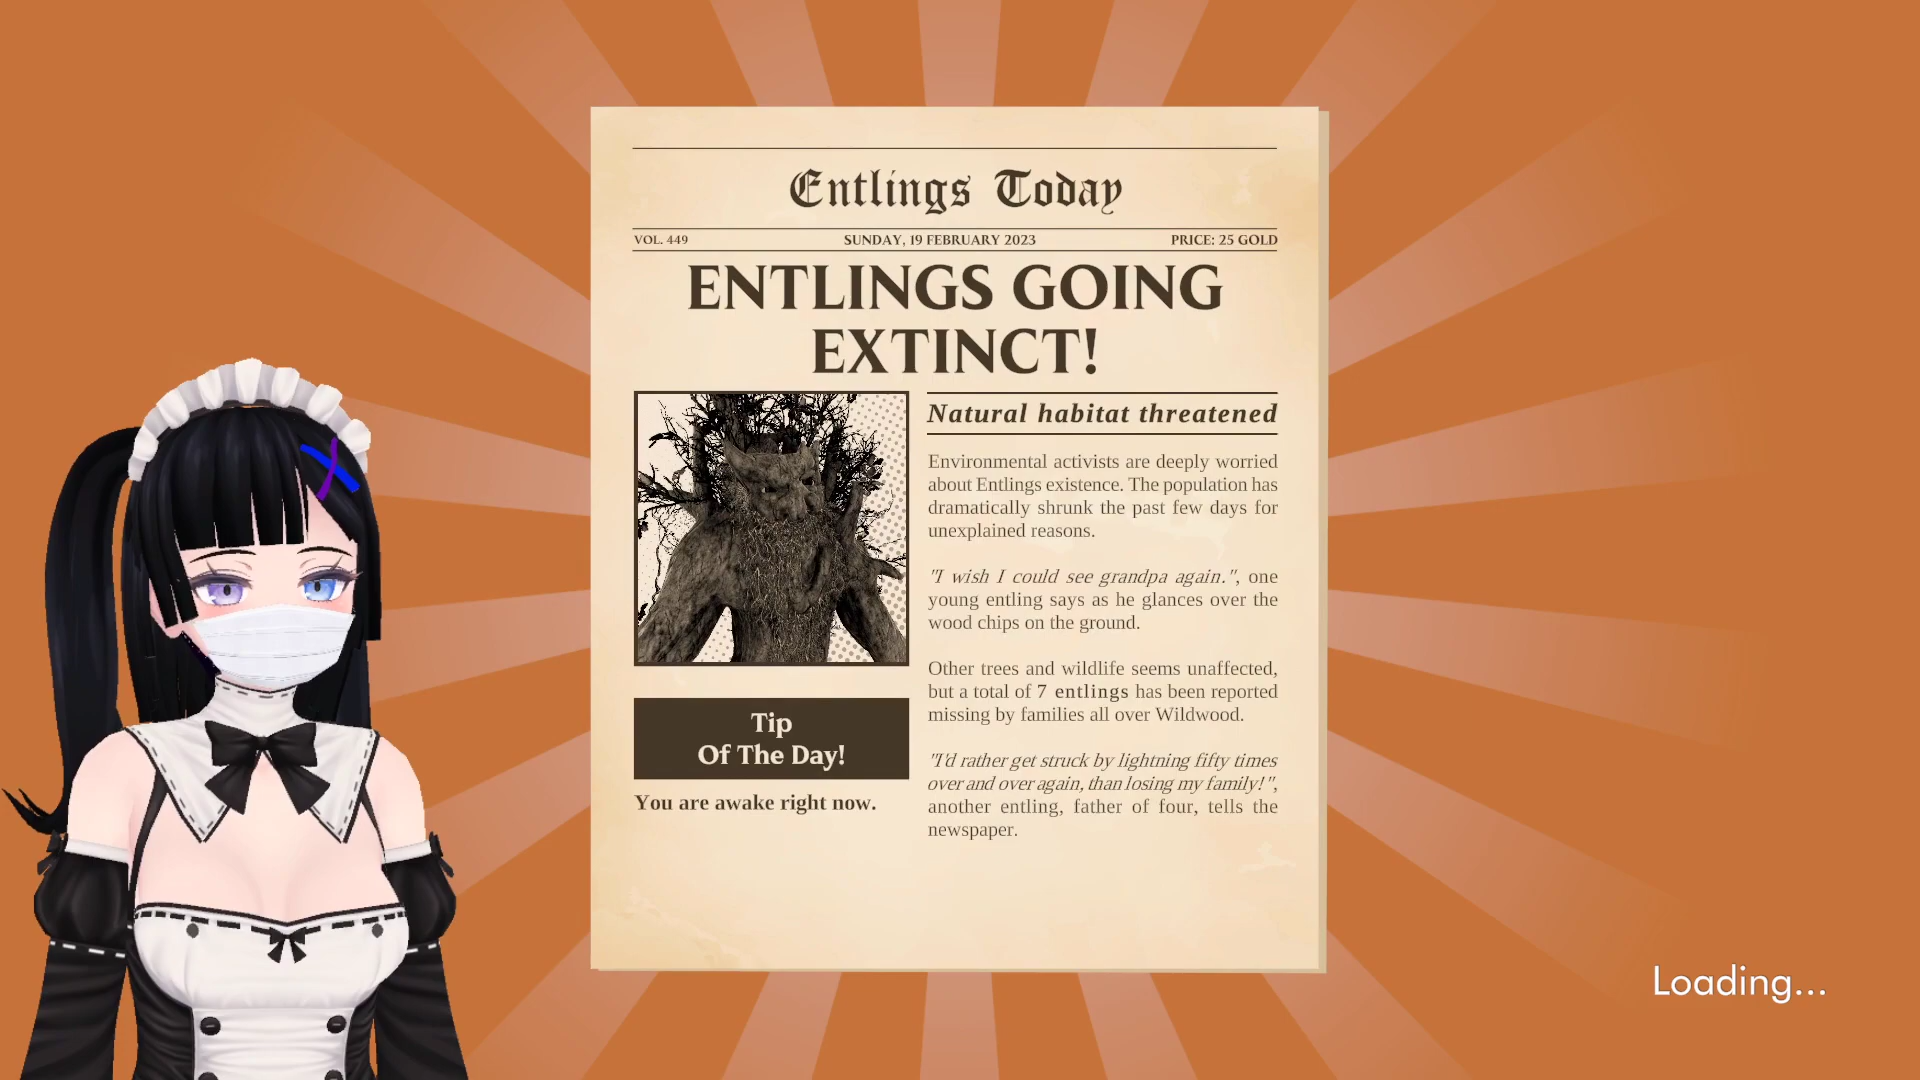 Entlings Today
VOL. 449
SUNDAY, 19 FEBRUARY 2023
PRICE: 25 GOLD
ENTLINGS GOING
EXTINCT!
Natural habitat threatened
Environmental activists are deeply worried
about Entlings existence. The population has
dramatically shrunk the past few days for
unexplained reasons.
"I wish I could see grandpa again.", one
young entling says as he glances over the
wood chips on the ground.
Other trees and wildlife seems unaffected,
but a total of 7 entlings has been reported
missing by families all over Wildwood.
"I'd rather get struck by lightning fifty times
over and over again, than losing my family!",
another entling, father of four, tells the
newspaper.
Tip
Of The Day!
You are awake right now.
Loading...